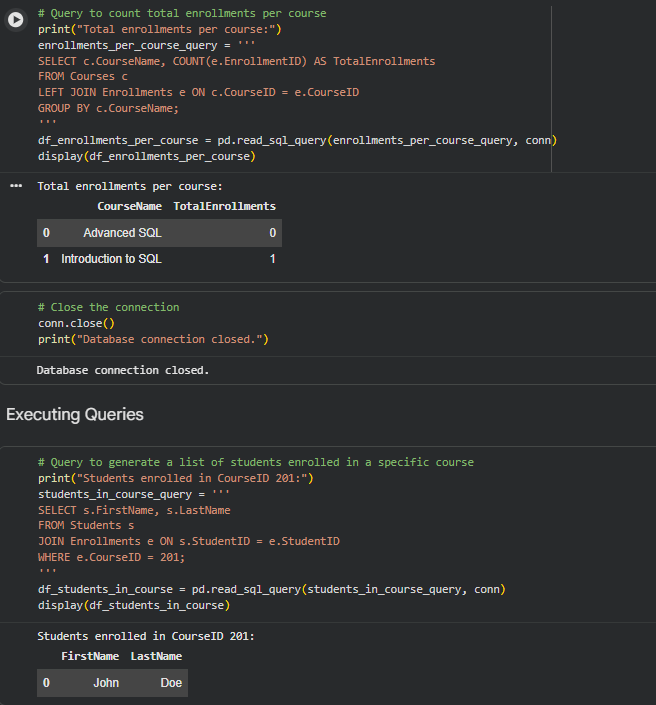 # Query to count total enrollments per course
print("Total enrollments per course:")
enrollments_per_course_query = '''
SELECT c.CourseName, COUNT(e.EnrollmentID) AS TotalEnrollments
FROM Courses c
LEFT JOIN Enrollments e ON c.CourseID = e.CourseID
GROUP BY c.CourseName;
'''
df_enrollments_per_course = pd.read_sql_query(enrollments_per_course_query, conn)
display(df_enrollments_per_course)
Total enrollments per course:
CourseName TotalEnrollments
0 Advanced SQL 0
1 Introduction to SQL 1
# Close the connection
conn.close()
print("Database connection closed.")
Database connection closed.
Executing Queries
# Query to generate a list of students enrolled in a specific course
print("Students enrolled in CourseID 201:")
students_in_course_query = '''
SELECT s.FirstName, s.LastName
FROM Students s
JOIN Enrollments e ON s.StudentID = e.StudentID
WHERE e.CourseID = 201;
'''
df_students_in_course = pd.read_sql_query(students_in_course_query, conn)
display(df_students_in_course)
Students enrolled in CourseID 201:
FirstName LastName
0 John Doe